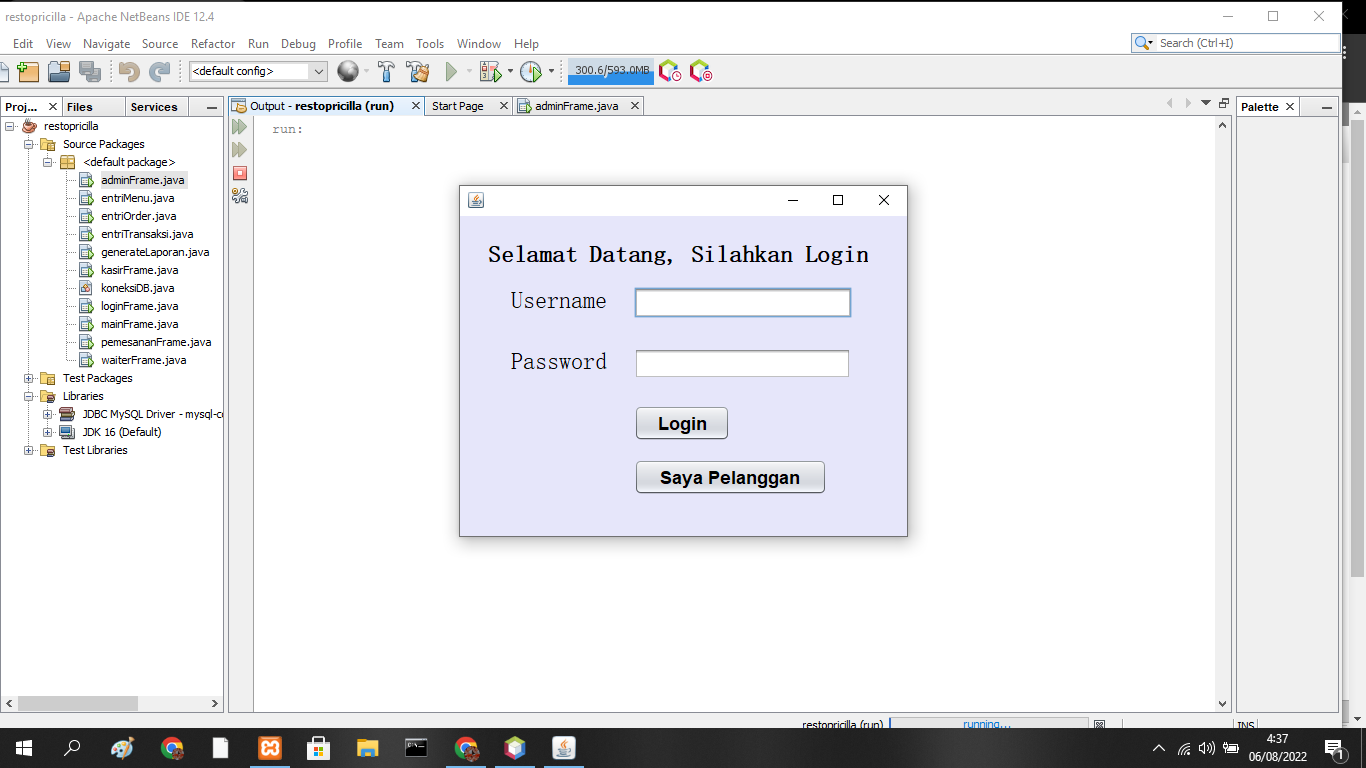 restopricilla - Apache NetBeans IDE 12.4
Edit View Navigate Source Refactor Run Debug Profile Team Tools Window Help
Search (Ctrl+I)
<default config>
300.6/593.0MB
Proj... Files Services
Output - restopricilla (run) Start Page adminFrame.java
Palette
restopricilla
Source Packages
<default package>
adminFrame.java
entriMenu.java
entriOrder.java
entriTransaksi.java
generateLaporan.java
kasirFrame.java
koneksiDB.java
loginFrame.java
mainFrame.java
pemesananFrame.java
waiterFrame.java
Test Packages
Libraries
JDBC MySQL Driver - mysql-co
JDK 16 (Default)
Test Libraries
run:
Selamat Datang, Silahkan Login
Username
Password
Login
Saya Pelanggan
restopricilla (run)
running...
INS
4:37
06/08/2022
1